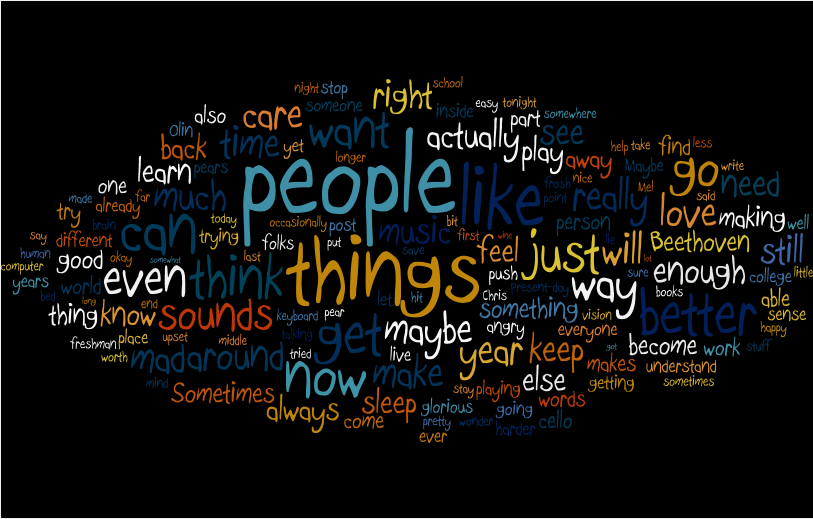 night stop right school
also care someone inside easy tonight
Olin want actually part somewhere
back time yet play see help take find less
longer away Maybe go write
learn pears people like nice need
one much frosh really Mel said love
made far point
try already today occasionally post music bit person making well
brain can trying folks put first feel just will lie Beethoven still
say different save lot
human good okay somewhat last think things push way sure enough college little
computer even
years world let hit Chris present-day books able
bed long something sense
thing know end sounds keyboard pear get maybe angry vision better happy
freshman place upset middle talking everyone become work stuff
worth madaround tried live year keep got
mind now make makes understand
Sometimes else getting sometimes
stay playing
always sleep glorious going words
come pretty wonder harder cello
ever